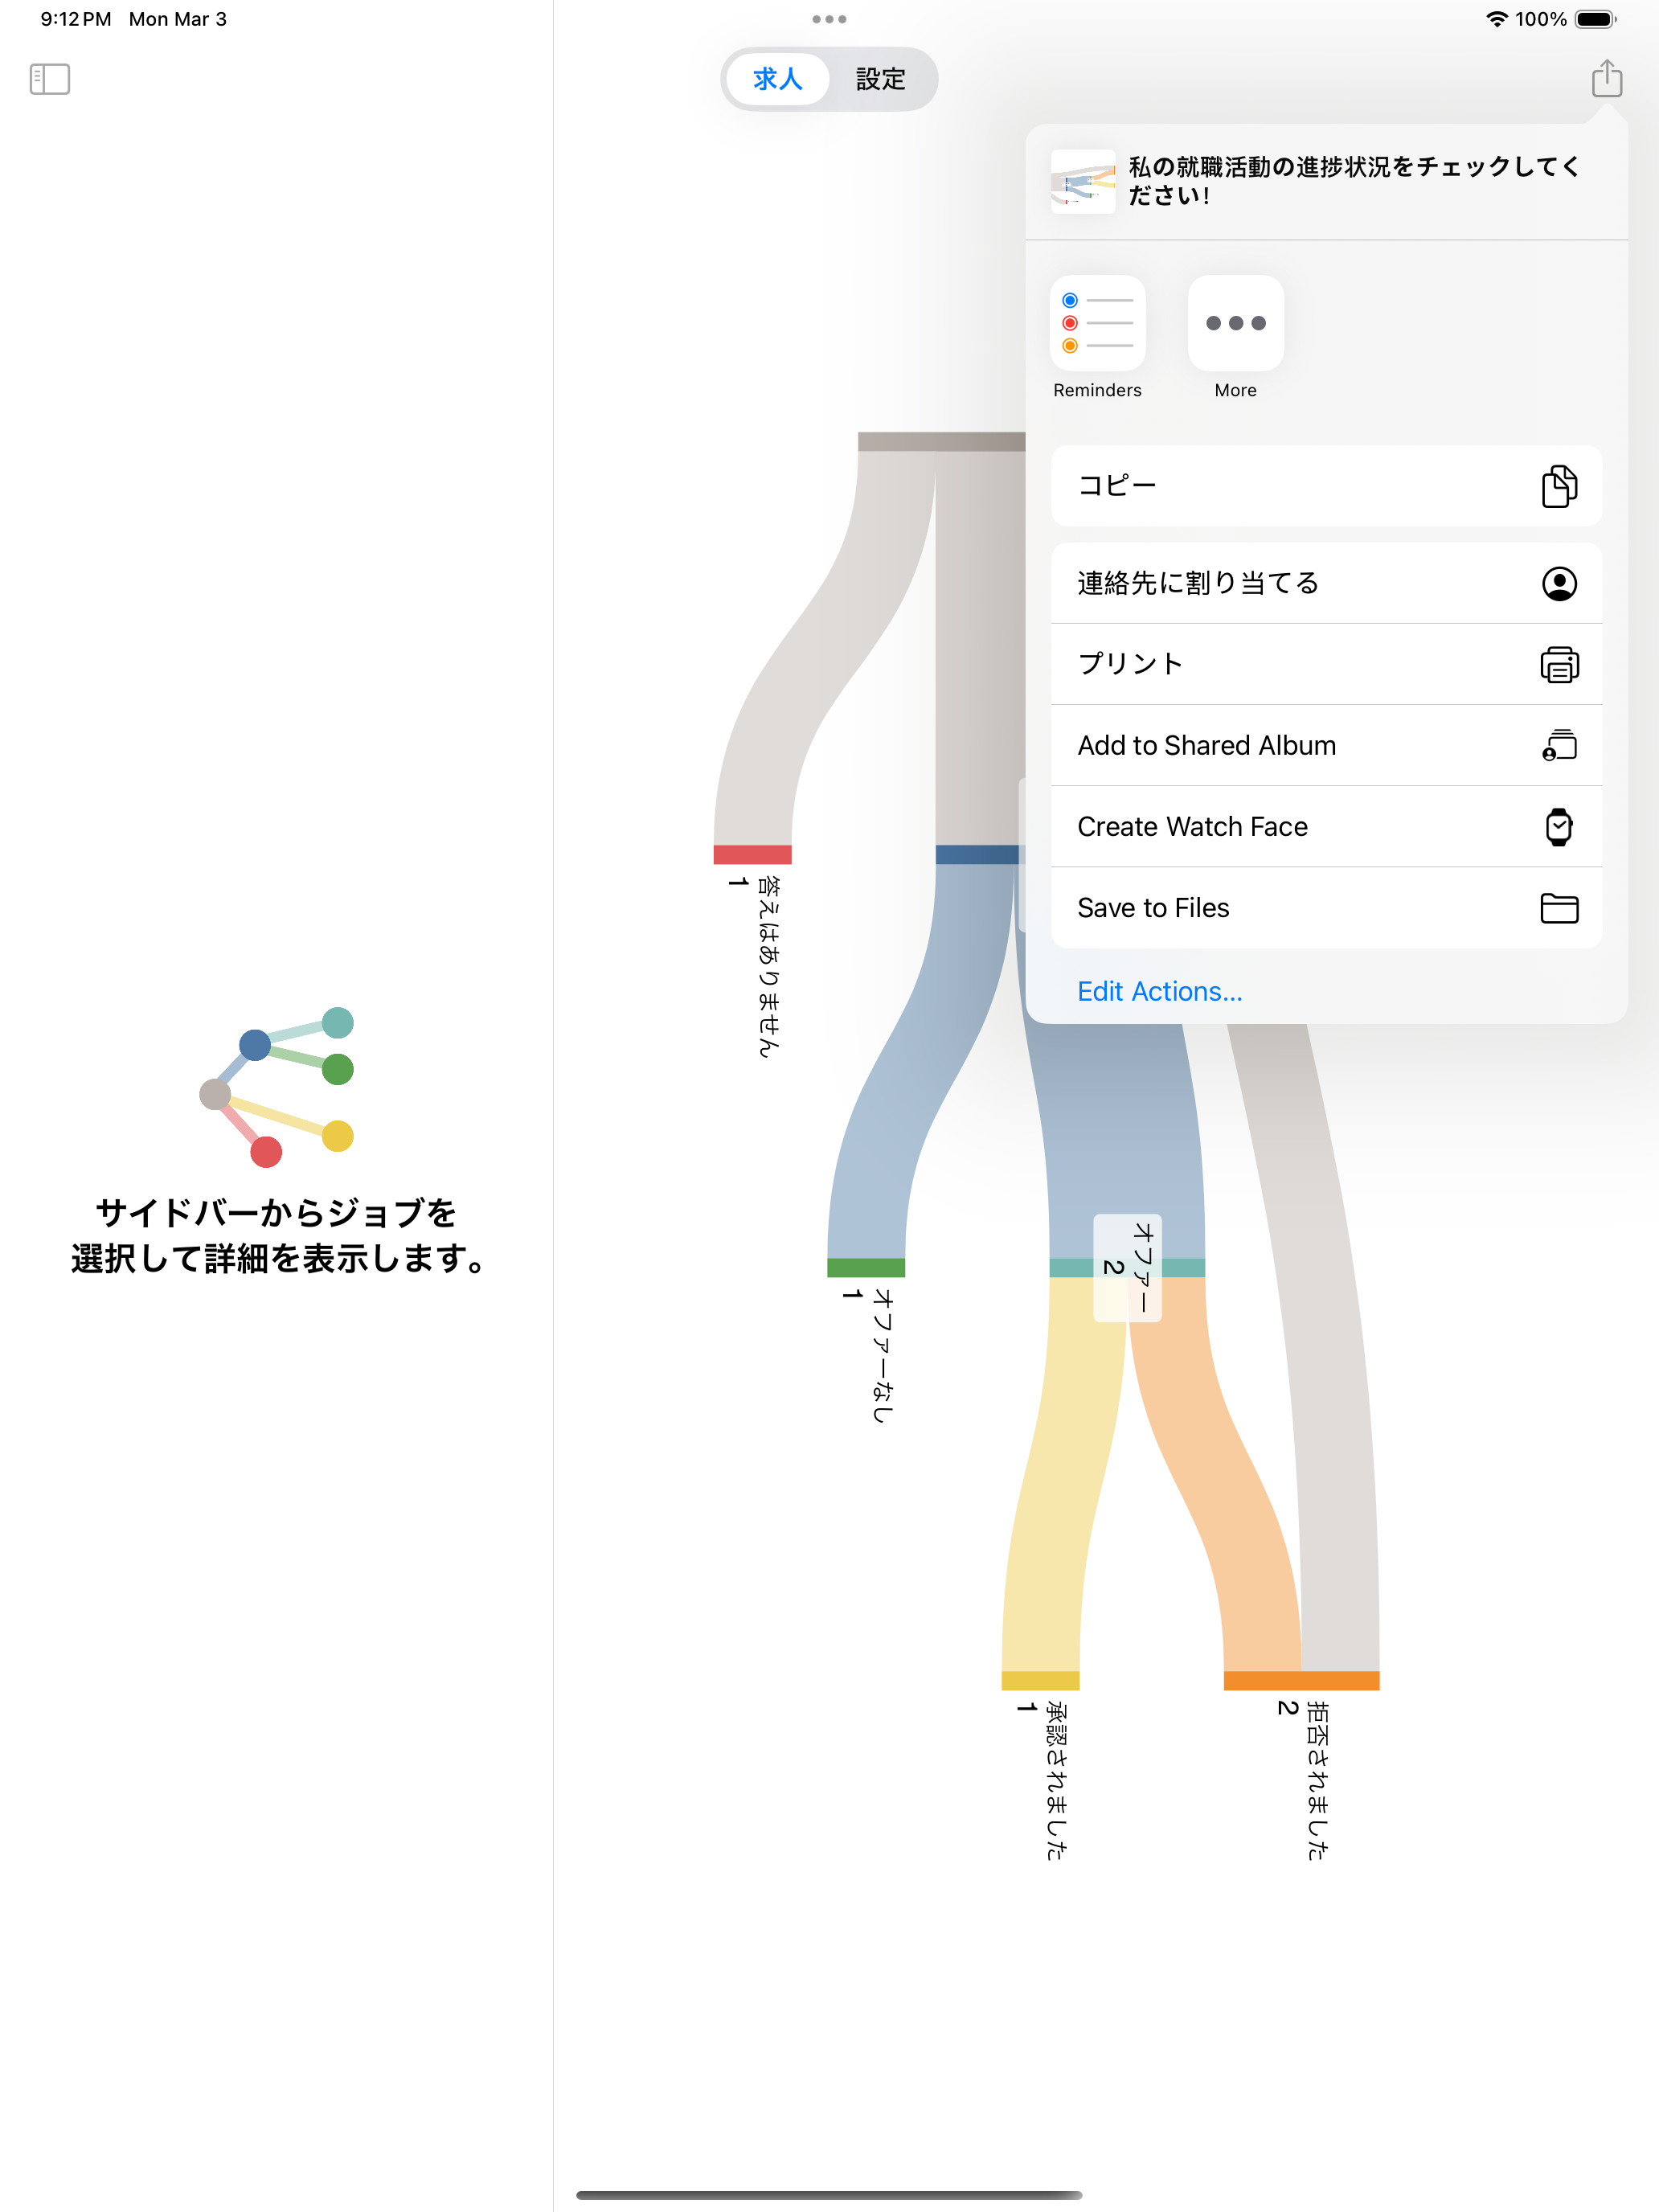 9:12 PM Mon Mar 3
100%
求人
設定
私の就職活動の進捗状況をチェックしてく
ださい!
Reminders
More
コピー
連絡先に割り当てる
プリント
Add to Shared Album
Create Watch Face
Save to Files
Edit Actions...
答えはありません
1
サイドバーからジョブを
選択して詳細を表示します。
オファー
2
オファーなし
1
承認されました
1
拒否されました
2